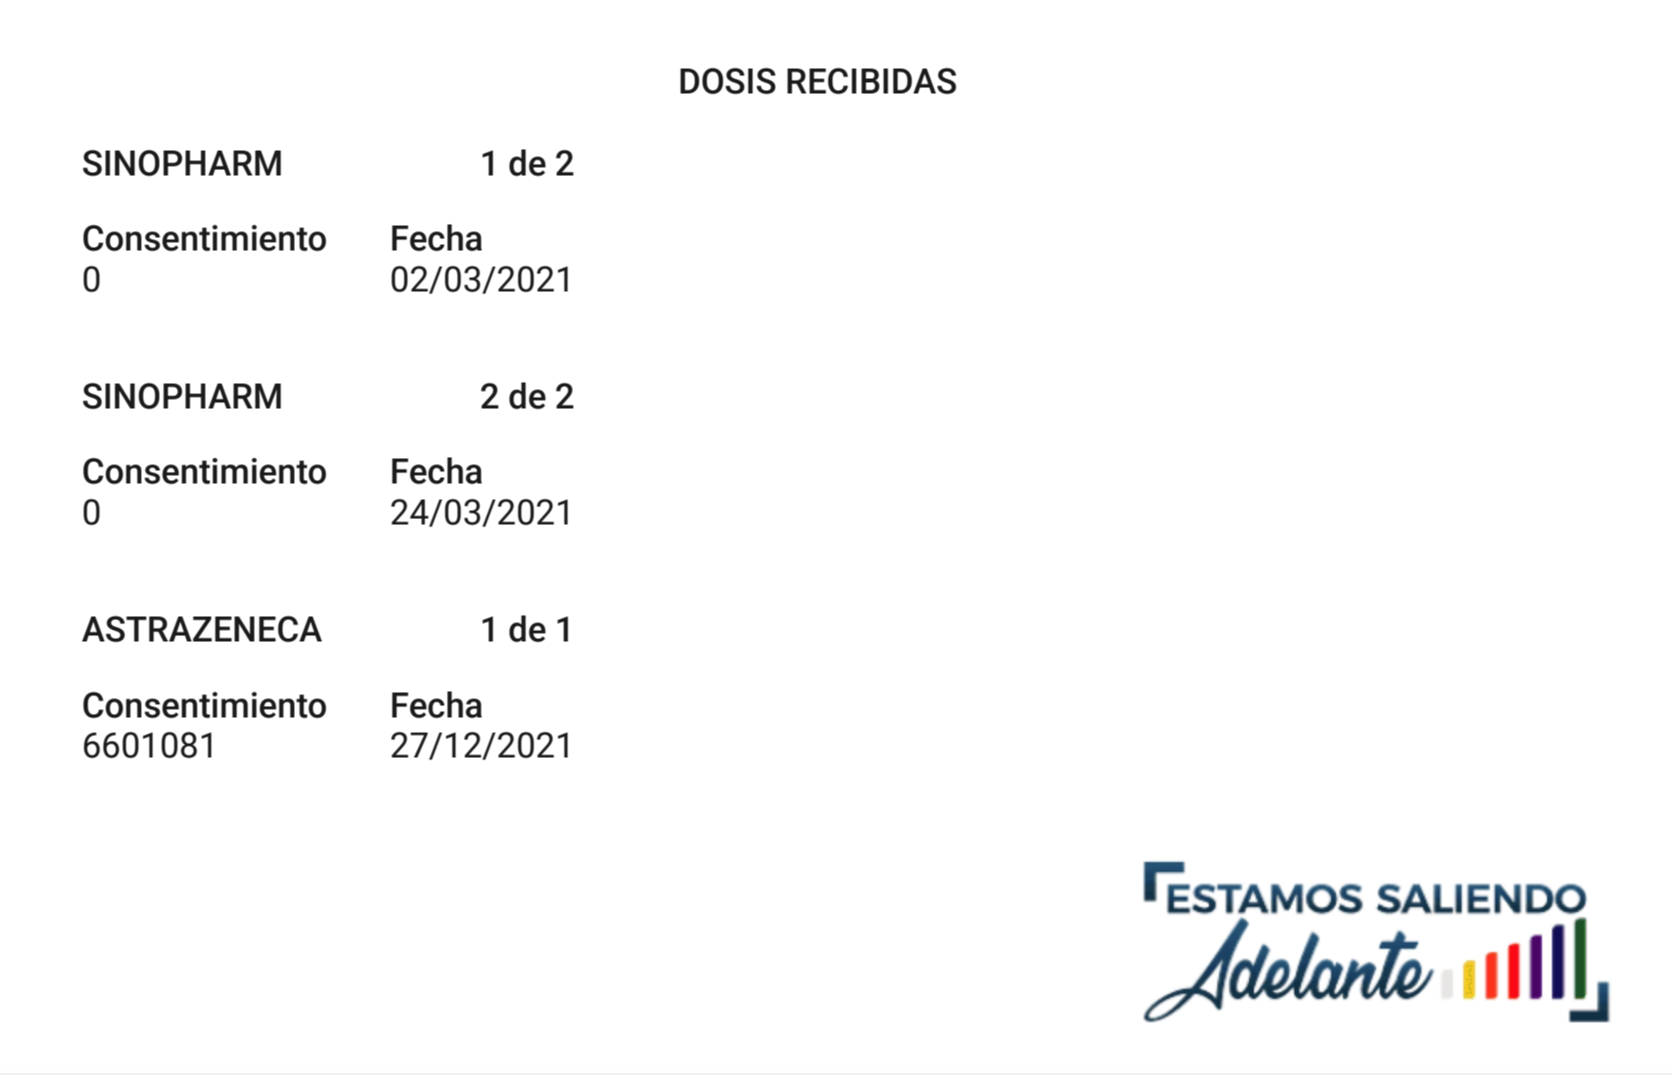 DOSIS RECIBIDAS
SINOPHARM 1 de 2
Consentimiento Fecha
0 02/03/2021
SINOPHARM 2 de 2
Consentimiento Fecha
0 24/03/2021
ASTRAZENECA 1 de 1
Consentimiento Fecha
6601081 27/12/2021
ESTAMOS SALIENDO
Adelante